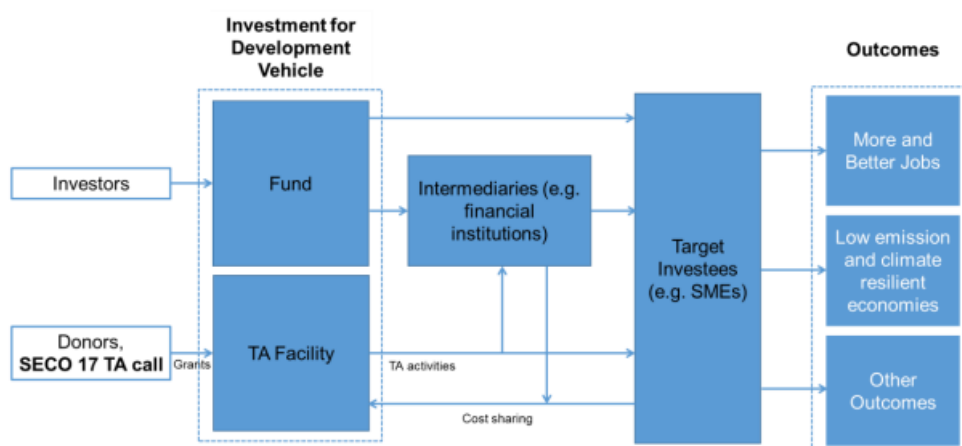 Investment for
Development
Vehicle
Outcomes
Investors
Fund
Intermediaries (e.g.
financial
institutions)
Target
Investees
(e.g. SMEs)
More and
Better Jobs
Low emission
and climate
resilient
economies
Donors,
SECO 17 TA call
Grants
TA Facility
TA activities
Cost sharing
Other
Outcomes